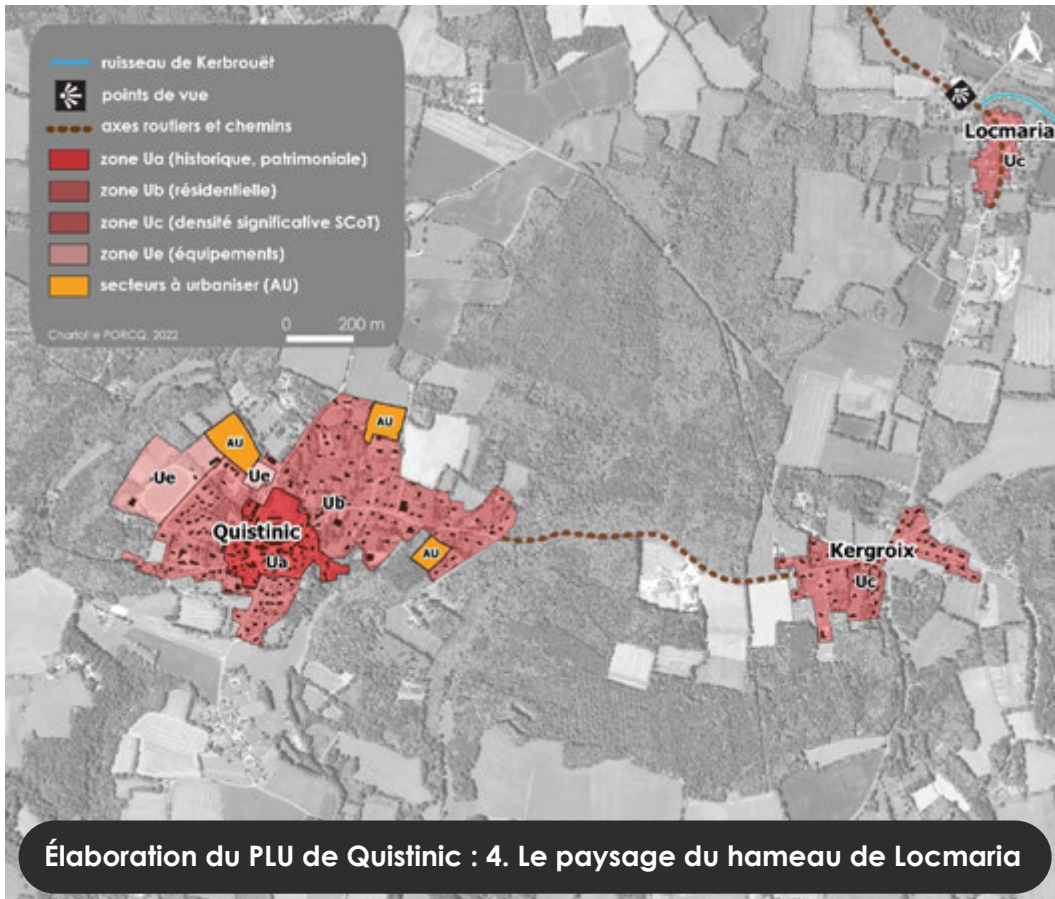 ruisseau de Kerbrouët
points de vue
axes routiers et chemins
zone Ua (historique, patrimoniale)
zone Ub (résidentielle)
zone Uc (densité significative SCoT)
zone Ue (équipements)
secteurs à urbaniser (AU)
Charlotte PORCQ, 2022
0 200 m
N
Locmaria
Uc
AU
AU
Ue
Ue
Ub
Quistinic
Ua
AU
Kergroix
Uc
Élaboration du PLU de Quistinic : 4. Le paysage du hameau de Locmaria